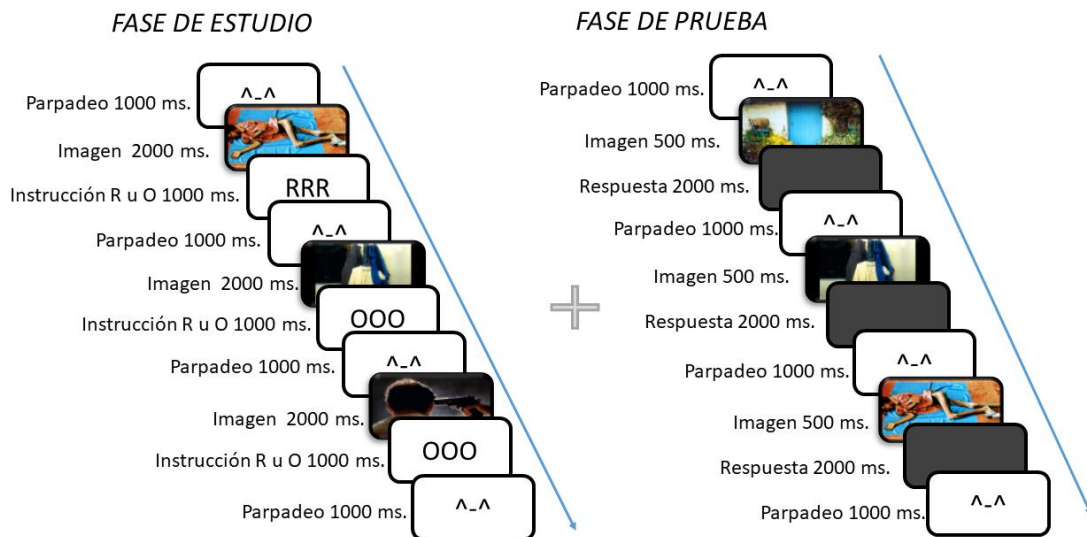 FASE DE ESTUDIO
^-^
Parpadeo 1000 ms.
Imagen 2000 ms.
Instrucción R u O 1000 ms.
RRR
Parpadeo 1000 ms.
^-^
Imagen 2000 ms.
Instrucción R u O 1000 ms.
OOO
Parpadeo 1000 ms.
^-^
Imagen 2000 ms.
Instrucción R u O 1000 ms.
OOO
Parpadeo 1000 ms.
^-^
FASE DE PRUEBA
Parpadeo 1000 ms.
^-^
Imagen 500 ms.
Respuesta 2000 ms.
Parpadeo 1000 ms.
^-^
Imagen 500 ms.
Respuesta 2000 ms.
Parpadeo 1000 ms.
^-^
Imagen 500 ms.
Respuesta 2000 ms.
Parpadeo 1000 ms.
^-^